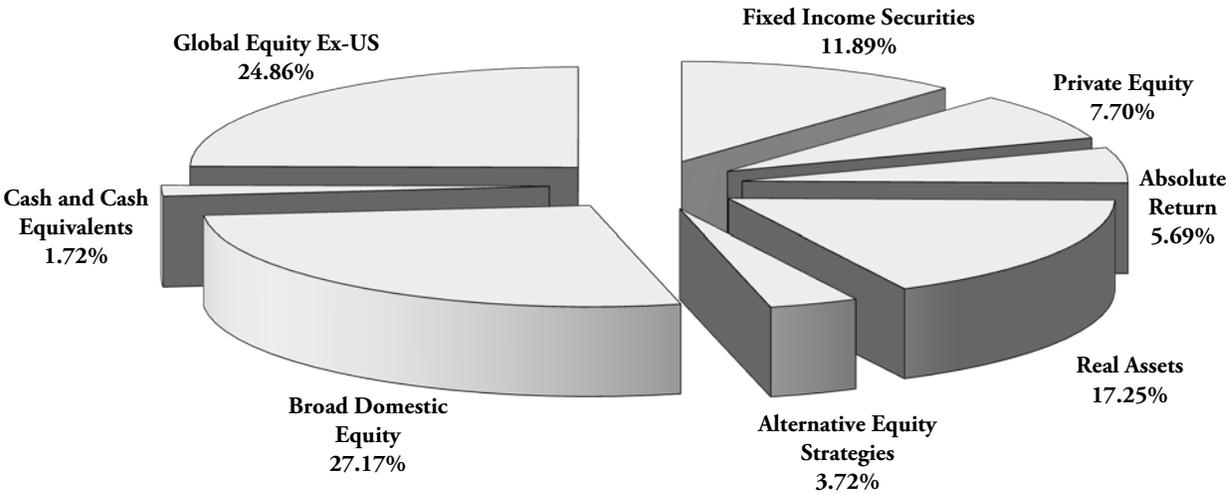 Fixed Income Securities
11.89%
Global Equity Ex-US
24.86%
Private Equity
7.70%
Absolute
Return
5.69%
Cash and Cash
Equivalents
1.72%
Real Assets
17.25%
Broad Domestic
Equity
27.17%
Alternative Equity
Strategies
3.72%